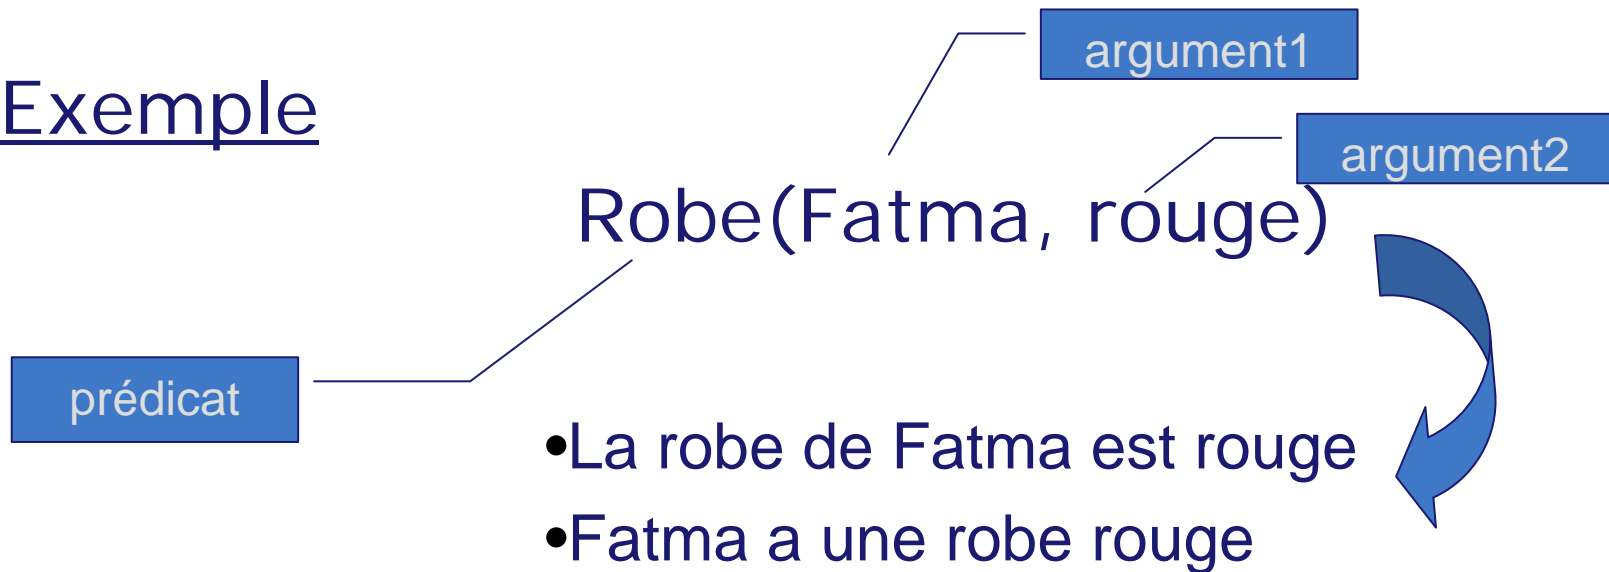 argument1
Exemple
argument2
Robe(Fatma, rouge)
prédicat
•La robe de Fatma est rouge
•Fatma a une robe rouge